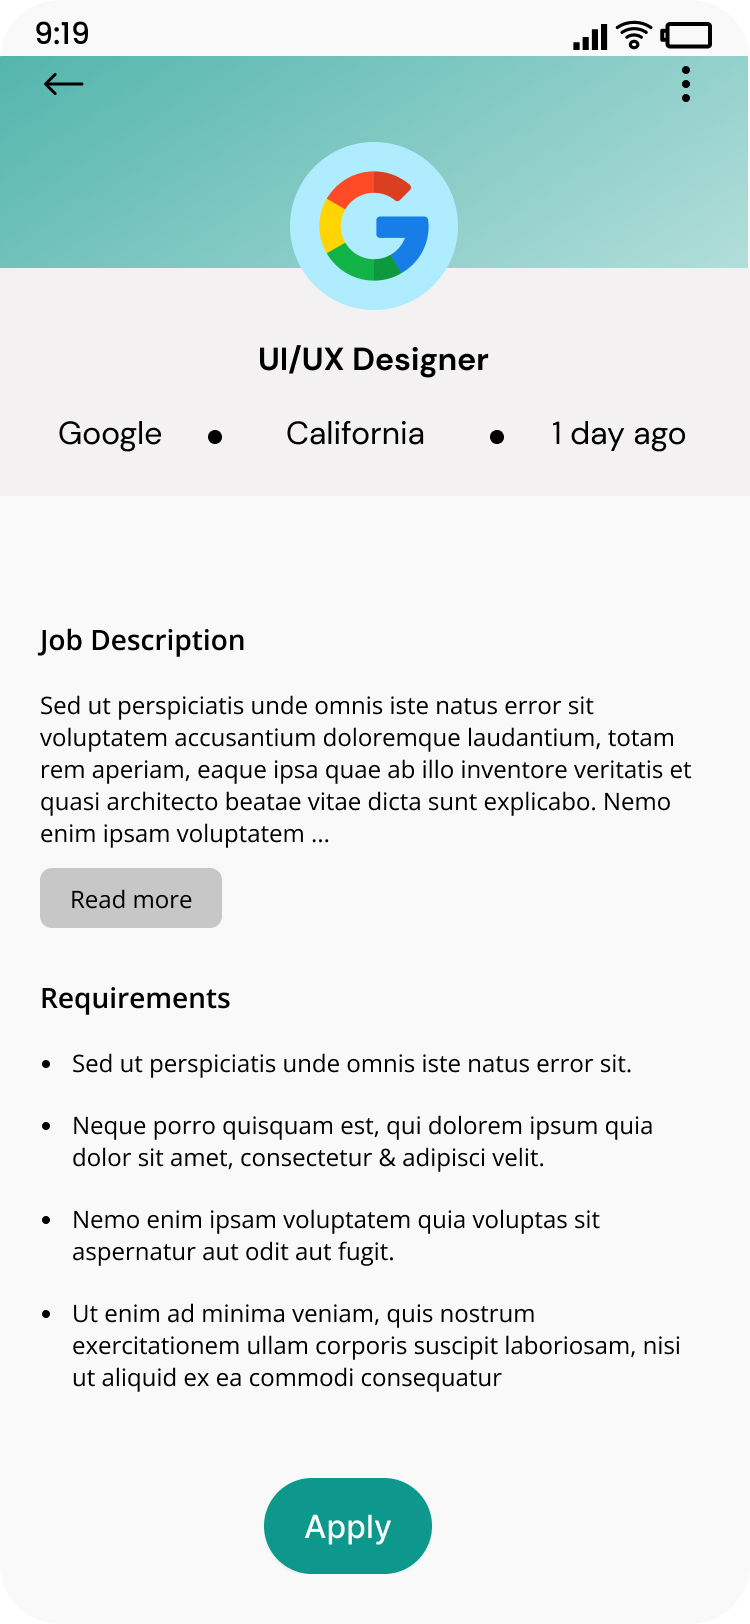 9:19
UI/UX Designer
Google • California • 1 day ago
Job Description
Sed ut perspiciatis unde omnis iste natus error sit
voluptatem accusantium doloremque laudantium, totam
rem aperiam, eaque ipsa quae ab illo inventore veritatis et
quasi architecto beatae vitae dicta sunt explicabo. Nemo
enim ipsam voluptatem ...
Read more
Requirements
• Sed ut perspiciatis unde omnis iste natus error sit.
• Neque porro quisquam est, qui dolorem ipsum quia
dolor sit amet, consectetur & adipisci velit.
• Nemo enim ipsam voluptatem quia voluptas sit
aspernatur aut odit aut fugit.
• Ut enim ad minima veniam, quis nostrum
exercitationem ullam corporis suscipit laboriosam, nisi
ut aliquid ex ea commodi consequatur
Apply